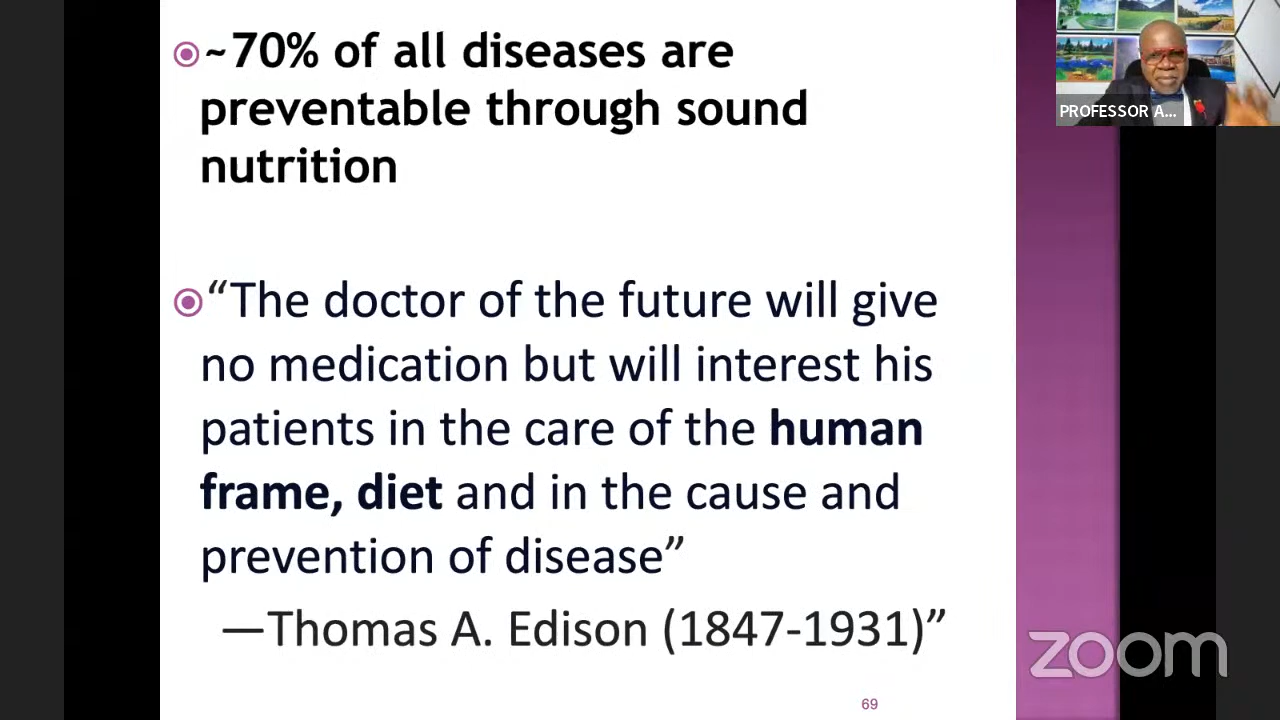 ~70% of all diseases are
preventable through sound
nutrition
“The doctor of the future will give
no medication but will interest his
patients in the care of the human
frame, diet and in the cause and
prevention of disease”
—Thomas A. Edison (1847-1931)”
69
PROFESSOR A...
zoom